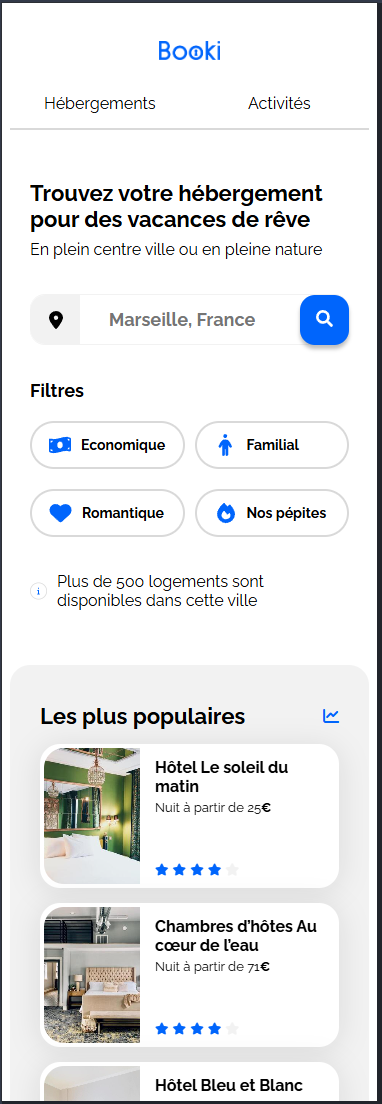 Booki
Hébergements Activités
Trouvez votre hébergement
pour des vacances de rêve
En plein centre ville ou en pleine nature
Marseille, France
Filtres
Economique Familial
Romantique Nos pépites
i Plus de 500 logements sont
disponibles dans cette ville
Les plus populaires
Hôtel Le soleil du
matin
Nuit à partir de 25€
Chambres d'hôtes Au
cœur de l'eau
Nuit à partir de 71€
Hôtel Bleu et Blanc